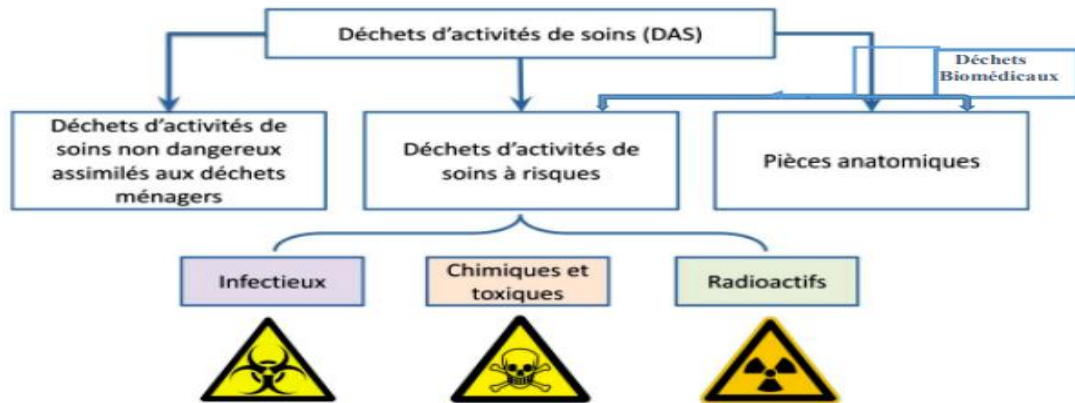 Déchets d'activités de soins (DAS)
Déchets
Biomédicaux
Déchets d'activités de
soins non dangereux
assimilés aux déchets
ménagers
Déchets d'activités de
soins à risques
Pièces anatomiques
Infectieux
Chimiques et
toxiques
Radioactifs